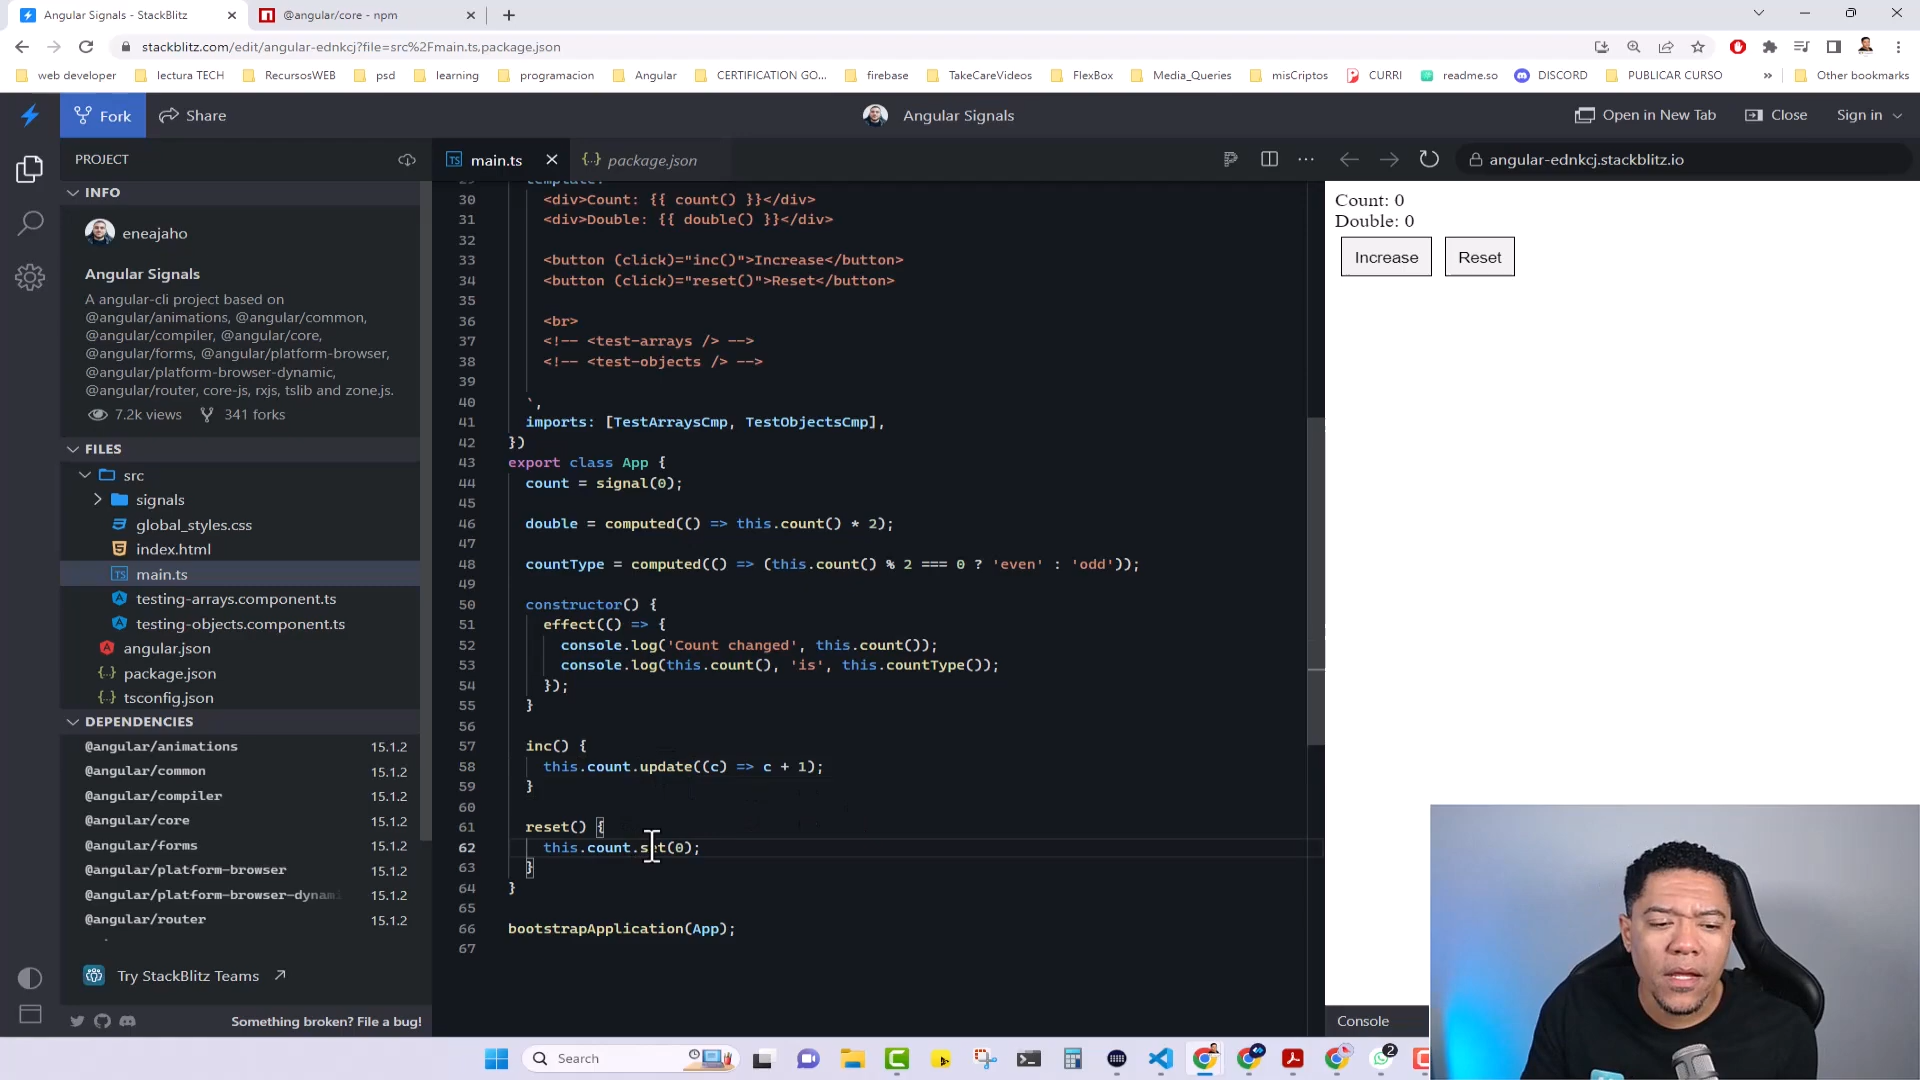 Angular Signals - StackBlitz
@angular/core - npm
stackblitz.com/edit/angular-ednkcj?file=src%2Fmain.ts,package.json
web developer
lectura TECH
RecursosWEB
psd
learning
programacion
Angular
CERTIFICATION GO...
firebase
TakeCareVideos
FlexBox
Media_Queries
misCriptos
CURRI
readme.so
DISCORD
PUBLICAR CURSO
»
Other bookmarks
Fork
Share
Angular Signals
Open in New Tab
Close
Sign in
PROJECT
INFO
eneajaho
Angular Signals
A angular-cli project based on
@angular/animations, @angular/common,
@angular/compiler, @angular/core,
@angular/forms, @angular/platform-browser,
@angular/platform-browser-dynamic,
@angular/router, core-js, rxjs, tslib and zone.js.
7.2k views
341 forks
FILES
src
signals
global_styles.css
index.html
main.ts
testing-arrays.component.ts
testing-objects.component.ts
angular.json
package.json
tsconfig.json
DEPENDENCIES
@angular/animations 15.1.2
@angular/common 15.1.2
@angular/compiler 15.1.2
@angular/core 15.1.2
@angular/forms 15.1.2
@angular/platform-browser 15.1.2
@angular/platform-browser-dynami 15.1.2
@angular/router 15.1.2
Try StackBlitz Teams
Something broken? File a bug!
main.ts
package.json
30 <div>Count: {{ count() }}</div>
31 <div>Double: {{ double() }}</div>
32
33 <button (click)="inc()">Increase</button>
34 <button (click)="reset()">Reset</button>
35
36 <br>
37 <!-- <test-arrays /> -->
38 <!-- <test-objects /> -->
39
40 `,
41 imports: [TestArraysCmp, TestObjectsCmp],
42 })
43 export class App {
44 count = signal(0);
45
46 double = computed(() => this.count() * 2);
47
48 countType = computed(() => (this.count() % 2 === 0 ? 'even' : 'odd'));
49
50 constructor() {
51 effect(() => {
52 console.log('Count changed', this.count());
53 console.log(this.count(), 'is', this.countType());
54 });
55 }
56
57 inc() {
58 this.count.update((c) => c + 1);
59 }
60
61 reset() {
62 this.count.set(0);
63 }
64 }
65
66 bootstrapApplication(App);
67
angular-ednkcj.stackblitz.io
Count: 0
Double: 0
Increase
Reset
Console
Search
2